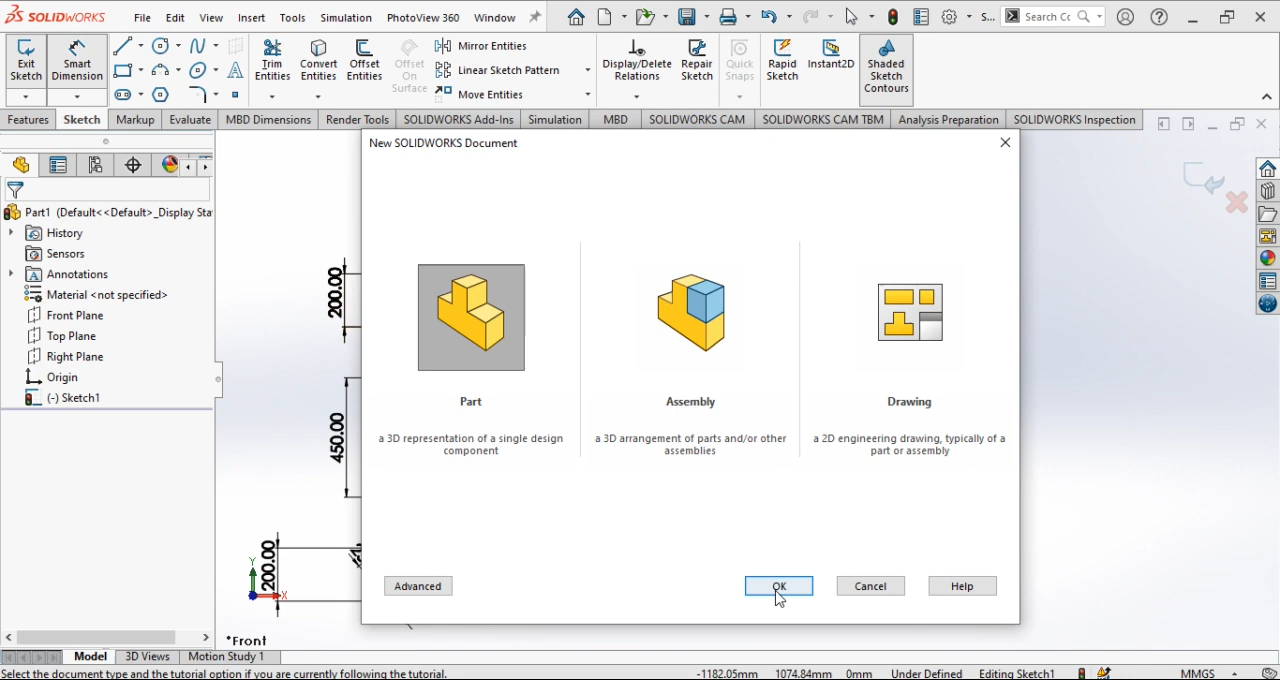 SOLIDWORKS File Edit View Insert Tools Simulation PhotoView 360 Window S... Search Cc
Exit Sketch
Smart Dimension
Trim Entities
Convert Entities
Offset Entities
Offset On Surface
Mirror Entities
Linear Sketch Pattern
Move Entities
Display/Delete Relations
Repair Sketch
Quick Snaps
Rapid Sketch
Instant2D
Shaded Sketch Contours
Features Sketch Markup Evaluate MBD Dimensions Render Tools SOLIDWORKS Add-Ins Simulation MBD SOLIDWORKS CAM SOLIDWORKS CAM TBM Analysis Preparation SOLIDWORKS Inspection
New SOLIDWORKS Document
Part1 (Default<<Default>_Display Sta
History
Sensors
Annotations
Material <not specified>
Front Plane
Top Plane
Right Plane
Origin
(-) Sketch1
200.00
450.00
200.00
Y
X
*Front
Part
a 3D representation of a single design
component
Assembly
a 3D arrangement of parts and/or other
assemblies
Drawing
a 2D engineering drawing, typically of a
part or assembly
Advanced OK Cancel Help
Model 3D Views Motion Study 1
Select the document type and the tutorial option if you are currently following the tutorial. -1182.05mm 1074.84mm 0mm Under Defined Editing Sketch1 MMGS